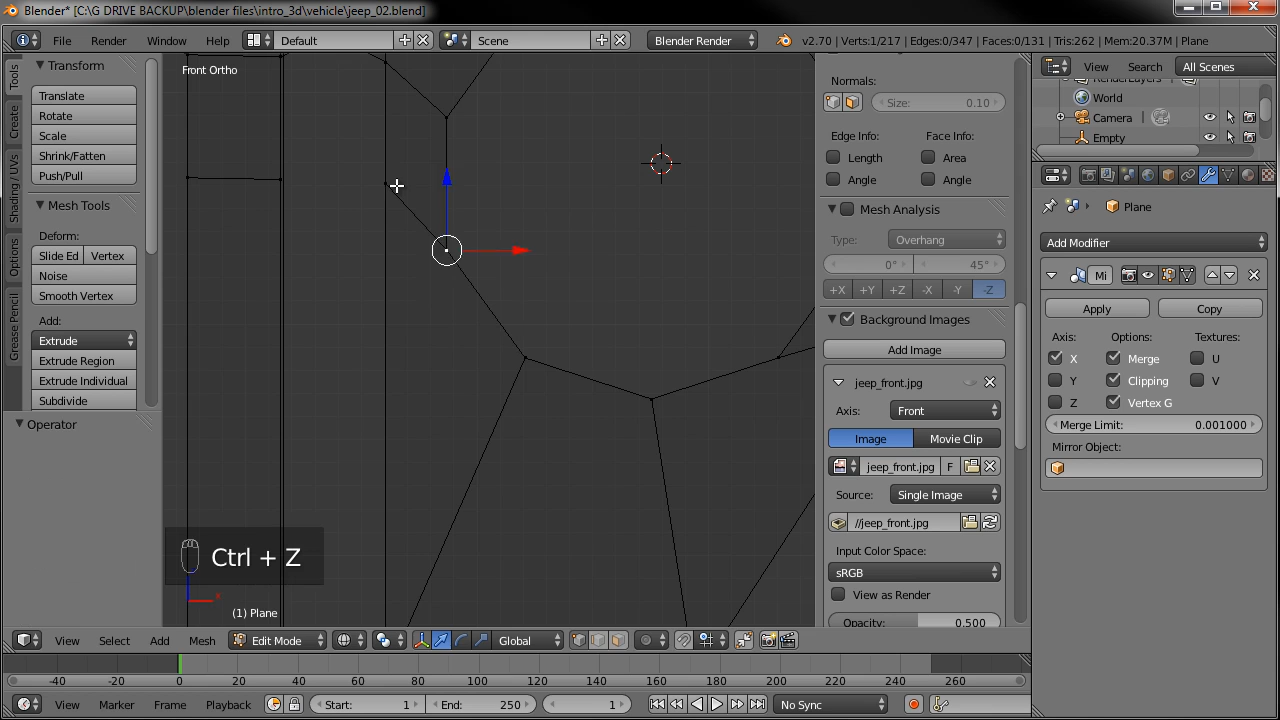 Blender* [C:\G DRIVE BACKUP\blender files\intro_3d\vehicle\jeep_02.blend]
File Render Window Help Default Scene Blender Render v2.70 | Verts:1/217 | Edges:0/347 | Faces:0/131 | Tris:262 | Mem:20.37M | Plane
View Search All Scenes
RenderLayers
World
Camera
Empty
Tools
Create
Shading / UVs
Options
Grease Pencil
Transform
Translate
Rotate
Scale
Shrink/Fatten
Push/Pull
Mesh Tools
Deform:
Slide Ed Vertex
Noise
Smooth Vertex
Add:
Extrude
Extrude Region
Extrude Individual
Subdivide
Operator
Front Ortho
Ctrl + Z
x
(1) Plane
Normals:
Size: 0.10
Edge Info: Face Info:
Length Area
Angle Angle
Mesh Analysis
Type: Overhang
0° 45°
+X +Y +Z -X -Y -Z
Background Images
Add Image
jeep_front.jpg
Axis: Front
Image Movie Clip
jeep_front.jpg F
Source: Single Image
//jeep_front.jpg
Input Color Space:
sRGB
View as Render
Opacity: 0.500
Plane
Add Modifier
Mi
Apply Copy
Axis: Options: Textures:
X Merge U
Y Clipping V
Z Vertex G
Merge Limit: 0.001000
Mirror Object:
View Select Add Mesh Edit Mode Global
-40 -20 0 20 40 60 80 100 120 140 160 180 200 220 240 260
View Marker Frame Playback Start: 1 End: 250 1 No Sync